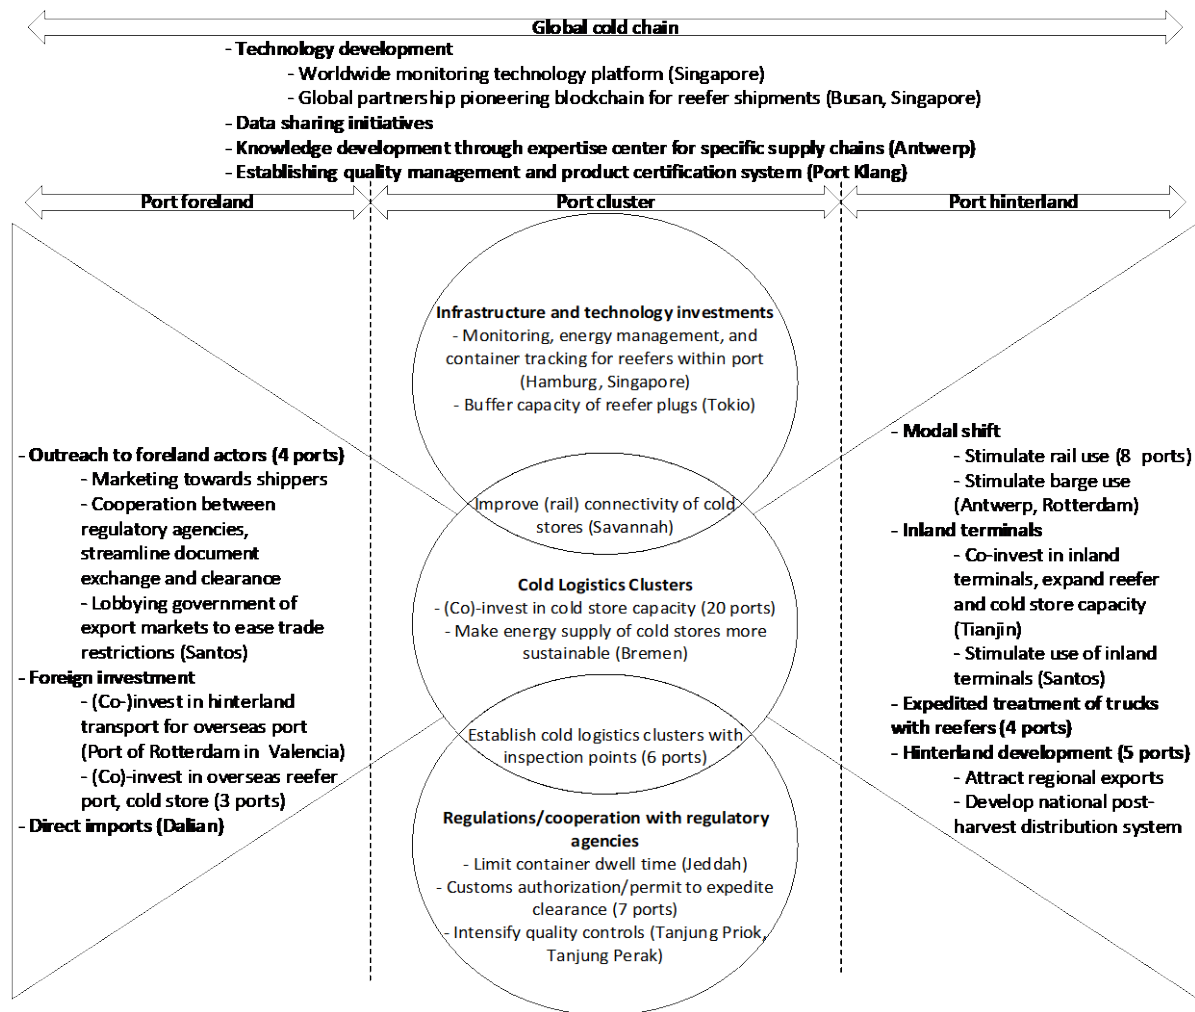 Global cold chain
- Technology development
- Worldwide monitoring technology platform (Singapore)
- Global partnership pioneering blockchain for reefer shipments (Busan, Singapore)
- Data sharing initiatives
- Knowledge development through expertise center for specific supply chains (Antwerp)
- Establishing quality management and product certification system (Port Klang)
Port foreland
Port cluster
Port hinterland
- Outreach to foreland actors (4 ports)
- Marketing towards shippers
- Cooperation between
regulatory agencies,
streamline document
exchange and clearance
- Lobbying government of
export markets to ease trade
restrictions (Santos)
- Foreign investment
- (Co-)invest in hinterland
transport for overseas port
(Port of Rotterdam in Valencia)
- (Co)-invest in overseas reefer
port, cold store (3 ports)
- Direct imports (Dalian)
Infrastructure and technology investments
- Monitoring, energy management, and
container tracking for reefers within port
(Hamburg, Singapore)
- Buffer capacity of reefer plugs (Tokio)
Improve (rail) connectivity of cold
stores (Savannah)
Cold Logistics Clusters
- (Co)-invest in cold store capacity (20 ports)
- Make energy supply of cold stores more
sustainable (Bremen)
Establish cold logistics clusters with
inspection points (6 ports)
Regulations/cooperation with regulatory
agencies
- Limit container dwell time (Jeddah)
- Customs authorization/permit to expedite
clearance (7 ports)
- Intensify quality controls (Tanjung Priok,
Tanjung Perak)
- Modal shift
- Stimulate rail use (8 ports)
- Stimulate barge use
(Antwerp, Rotterdam)
- Inland terminals
- Co-invest in inland
terminals, expand reefer
and cold store capacity
(Tianjin)
- Stimulate use of inland
terminals (Santos)
- Expedited treatment of trucks
with reefers (4 ports)
- Hinterland development (5 ports)
- Attract regional exports
- Develop national post-
harvest distribution system